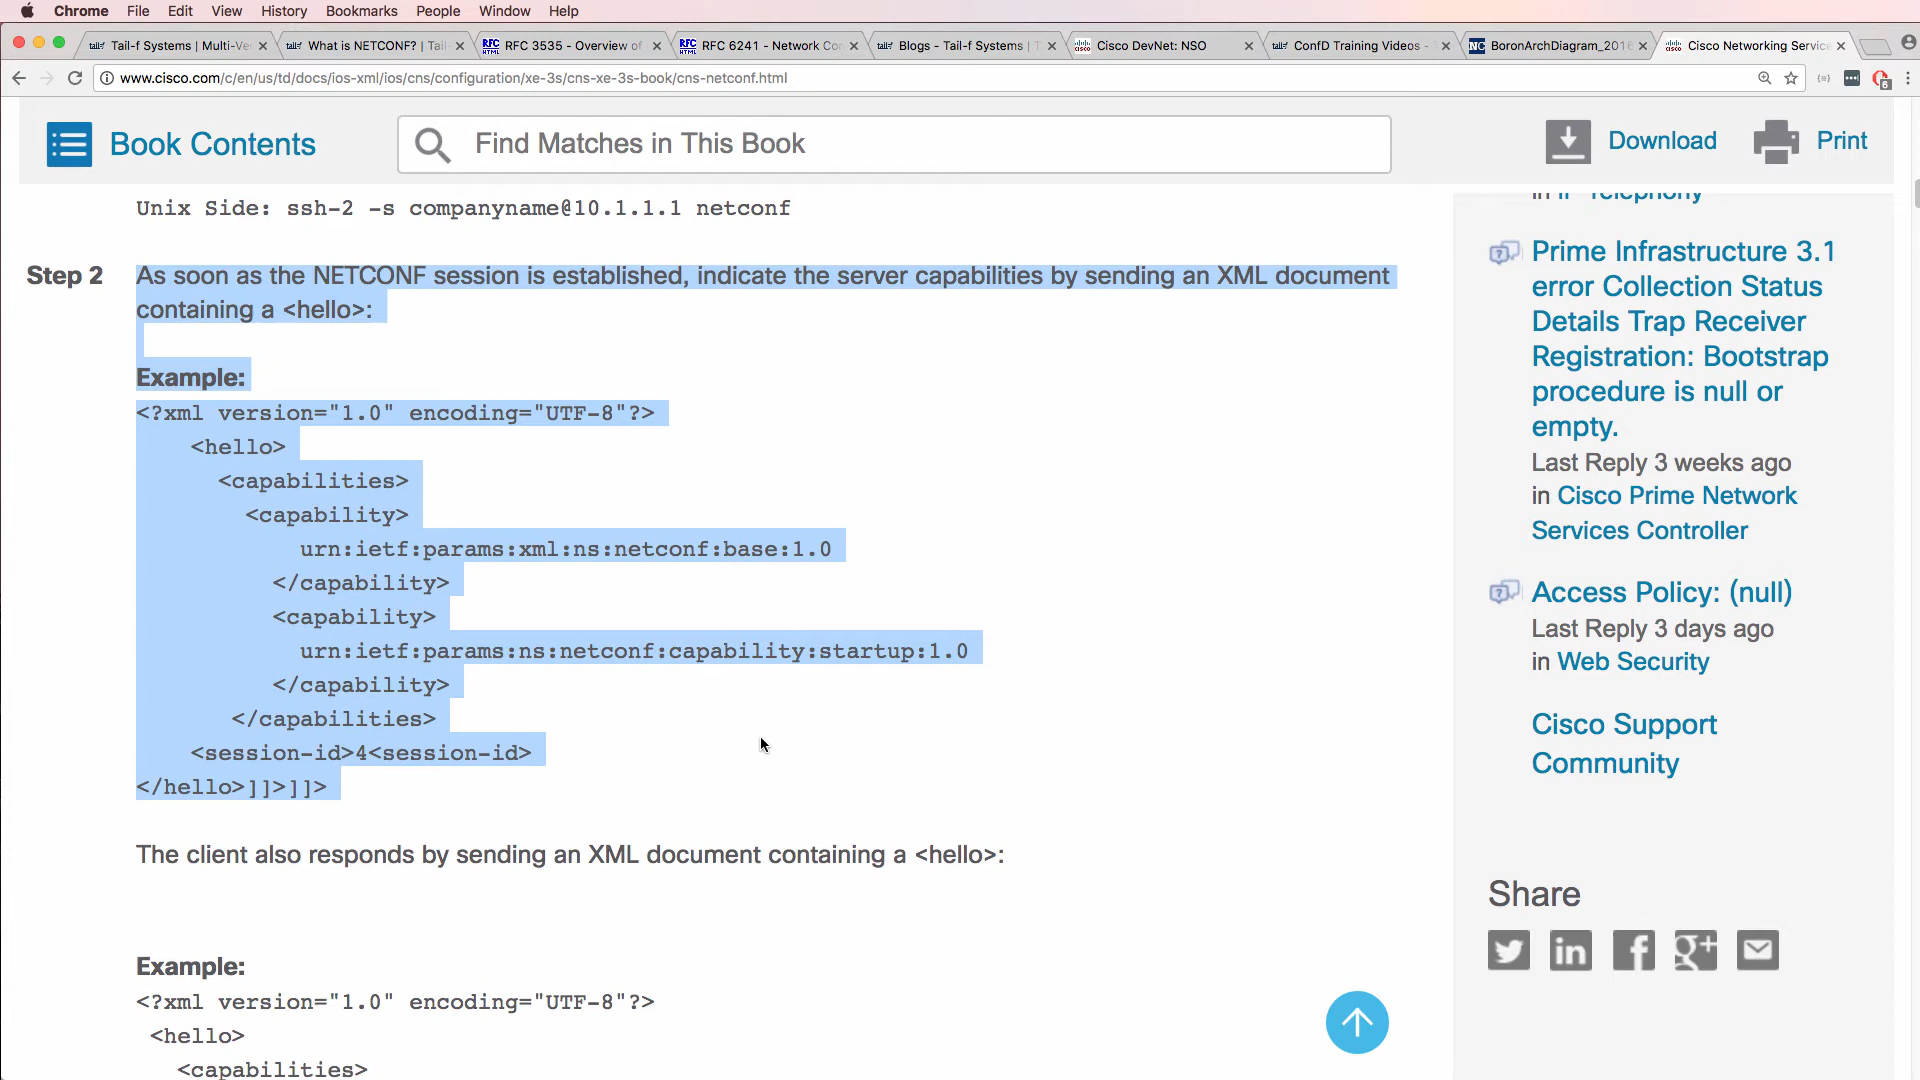 Chrome File Edit View History Bookmarks People Window Help
Tail-f Systems | Multi-Ve
What is NETCONF? | Tail-
RFC 3535 - Overview of
RFC 6241 - Network Co
Blogs - Tail-f Systems | T
Cisco DevNet: NSO
ConfD Training Videos -
BoronArchDiagram_2016
Cisco Networking Service
www.cisco.com/c/en/us/td/docs/ios-xml/ios/cns/configuration/xe-3s/cns-xe-3s-book/cns-netconf.html
Book Contents
Find Matches in This Book
Download
Print
Unix Side: ssh-2 -s companyname@10.1.1.1 netconf
Step 2 As soon as the NETCONF session is established, indicate the server capabilities by sending an XML document
containing a <hello>:
Example:
<?xml version="1.0" encoding="UTF-8"?>
<hello>
<capabilities>
<capability>
urn:ietf:params:xml:ns:netconf:base:1.0
</capability>
<capability>
urn:ietf:params:ns:netconf:capability:startup:1.0
</capability>
</capabilities>
<session-id>4<session-id>
</hello>]]>]]>
The client also responds by sending an XML document containing a <hello>:
Example:
<?xml version="1.0" encoding="UTF-8"?>
<hello>
<capabilities>
in IP Telephony
Prime Infrastructure 3.1
error Collection Status
Details Trap Receiver
Registration: Bootstrap
procedure is null or
empty.
Last Reply 3 weeks ago
in Cisco Prime Network
Services Controller
Access Policy: (null)
Last Reply 3 days ago
in Web Security
Cisco Support
Community
Share